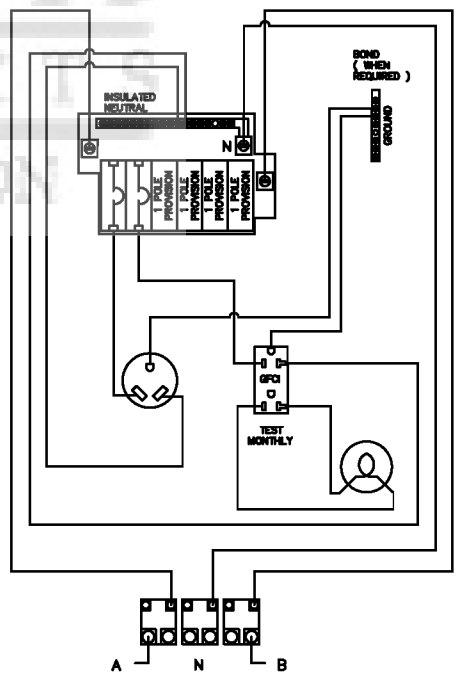 BOND
( WHEN
REQUIRED )
INSULATED
NEUTRAL
N
GROUND
1 POLE
PROVISION
1 POLE
PROVISION
1 POLE
PROVISION
1 POLE
PROVISION
GFCI
TEST
MONTHLY
A N B